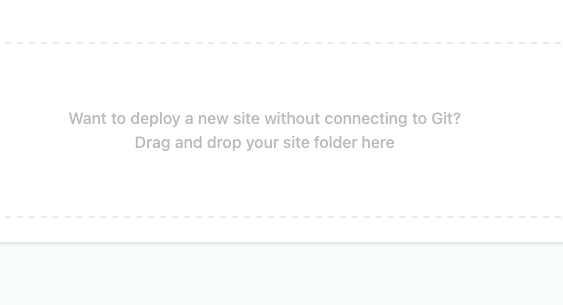 Want to deploy a new site without connecting to Git?
Drag and drop your site folder here